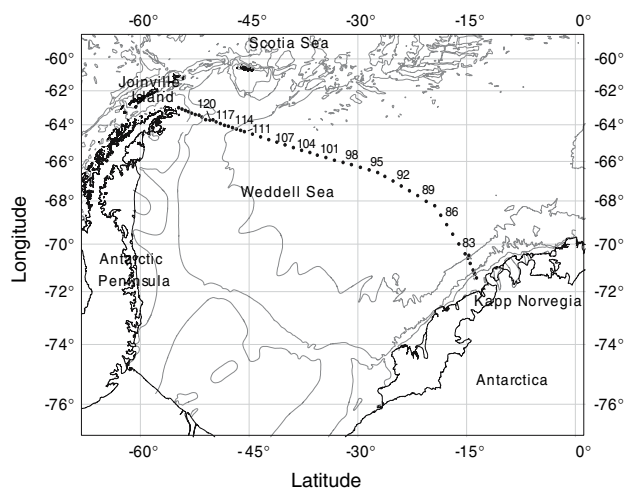 -60° -45° -30° -15° 0°
Scotia Sea
-60° -60°
Joinville
Island
-62° -62°
120
117
114
111
107
104
101
98
95
92
89
86
83
-64° -64°
-66° -66°
Weddell Sea
-68° -68°
-70° -70°
Antarctic
Peninsula
-72° -72°
Kapp Norvegia
-74° -74°
Antarctica
-76° -76°
-60° -45° -30° -15° 0°
Longitude
Latitude